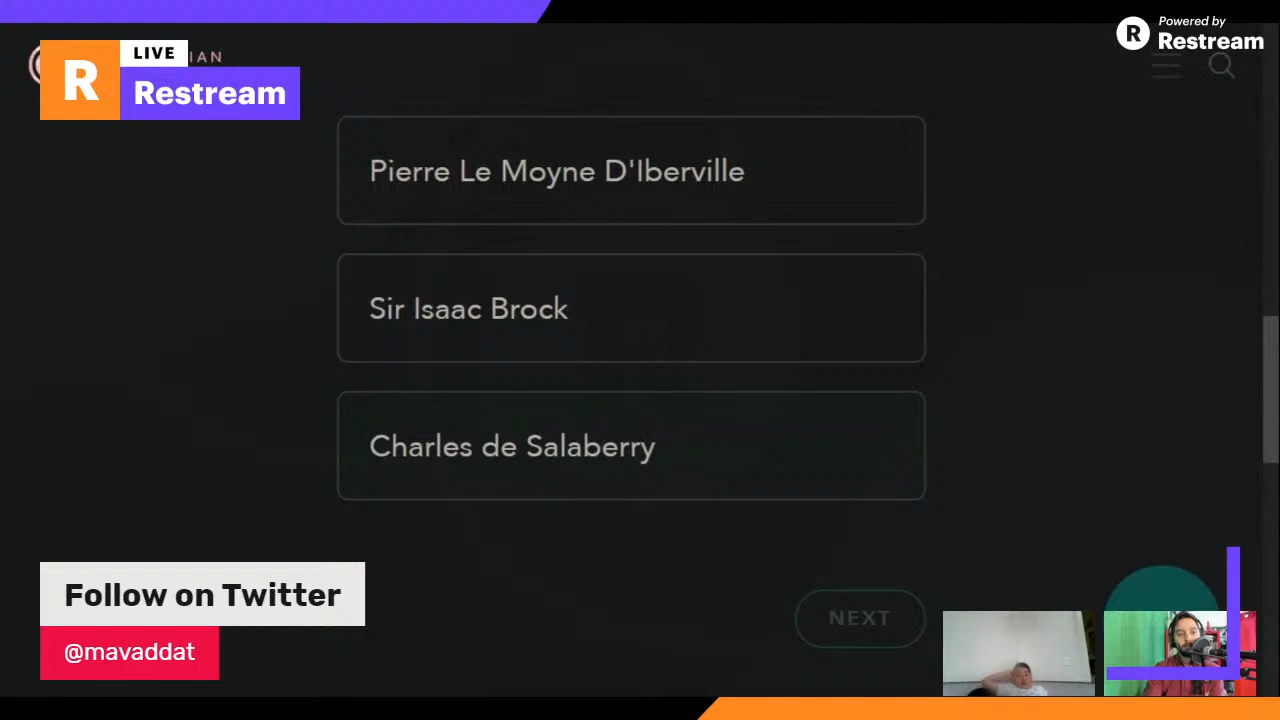 Powered by
R Restream
LIVE
IAN
R
Restream
Pierre Le Moyne D'Iberville
Sir Isaac Brock
Charles de Salaberry
NEXT
Follow on Twitter
@mavaddat